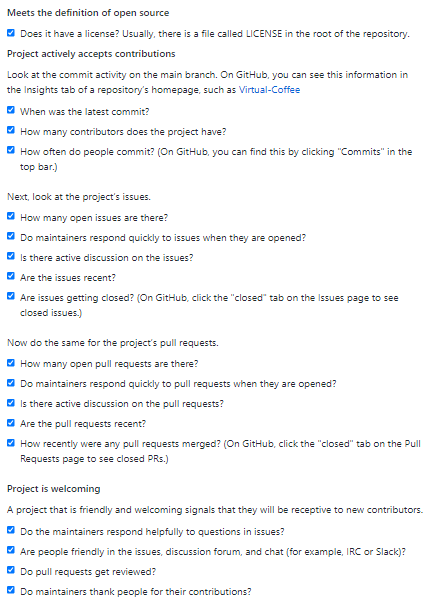 Meets the definition of open source
Does it have a license? Usually, there is a file called LICENSE in the root of the repository.
Project actively accepts contributions
Look at the commit activity on the main branch. On GitHub, you can see this information in
the Insights tab of a repository's homepage, such as Virtual-Coffee
When was the latest commit?
How many contributors does the project have?
How often do people commit? (On GitHub, you can find this by clicking "Commits" in the
top bar.)
Next, look at the project's issues.
How many open issues are there?
Do maintainers respond quickly to issues when they are opened?
Is there active discussion on the issues?
Are the issues recent?
Are issues getting closed? (On GitHub, click the "closed" tab on the Issues page to see
closed issues.)
Now do the same for the project's pull requests.
How many open pull requests are there?
Do maintainers respond quickly to pull requests when they are opened?
Is there active discussion on the pull requests?
Are the pull requests recent?
How recently were any pull requests merged? (On GitHub, click the "closed" tab on the Pull
Requests page to see closed PRs.)
Project is welcoming
A project that is friendly and welcoming signals that they will be receptive to new contributors.
Do the maintainers respond helpfully to questions in issues?
Are people friendly in the issues, discussion forum, and chat (for example, IRC or Slack)?
Do pull requests get reviewed?
Do maintainers thank people for their contributions?